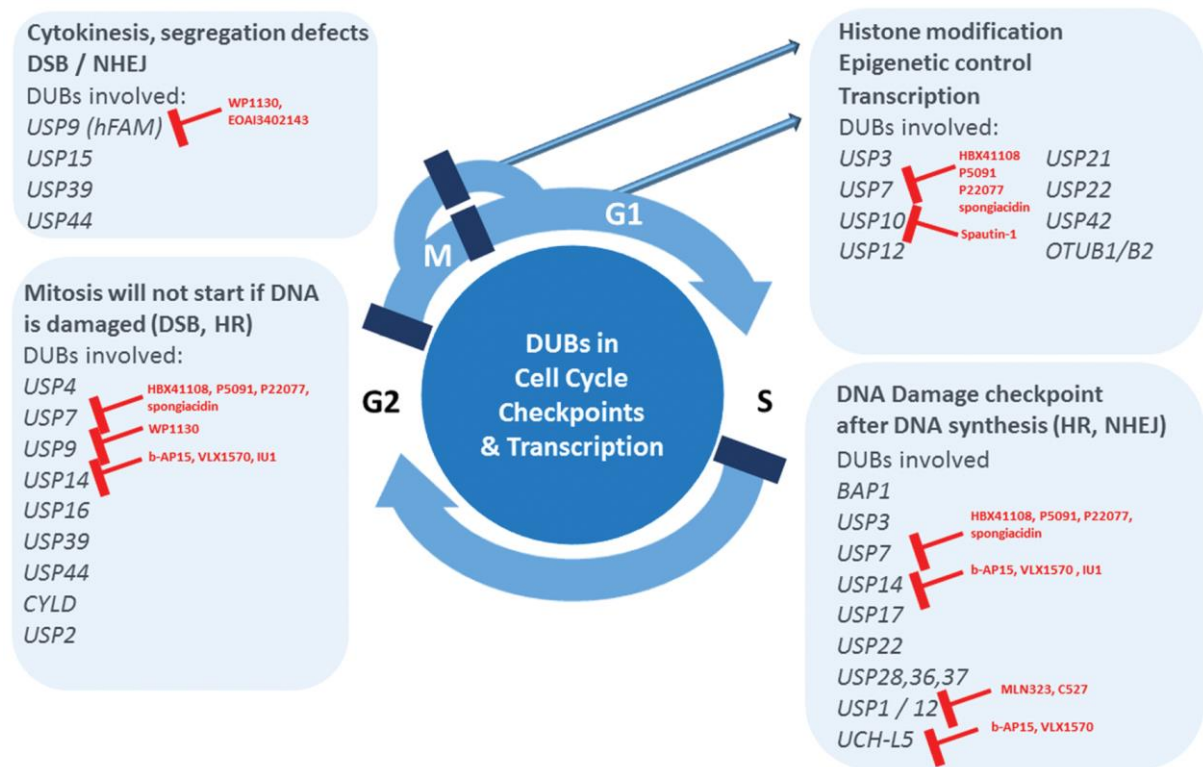 Cytokinesis, segregation defects
DSB / NHEJ
DUBs involved:
USP9 (hFAM)
WP1130,
EOAI3402143
USP15
USP39
USP44
Mitosis will not start if DNA
is damaged (DSB, HR)
DUBs involved:
USP4
HBX41108, P5091, P22077,
spongiacidin
USP7
WP1130
USP9
b-AP15, VLX1570, IU1
USP14
USP16
USP39
USP44
CYLD
USP2
M
G1
G2
S
DUBs in
Cell Cycle
Checkpoints
& Transcription
Histone modification
Epigenetic control
Transcription
DUBs involved:
USP3
USP7
USP10
USP12
HBX41108
P5091
P22077
spongiacidin
Spautin-1
USP21
USP22
USP42
OTUB1/B2
DNA Damage checkpoint
after DNA synthesis (HR, NHEJ)
DUBs involved
BAP1
USP3
HBX41108, P5091, P22077,
spongiacidin
USP7
b-AP15, VLX1570 , IU1
USP14
USP17
USP22
USP28,36,37
MLN323, C527
USP1 / 12
b-AP15, VLX1570
UCH-L5